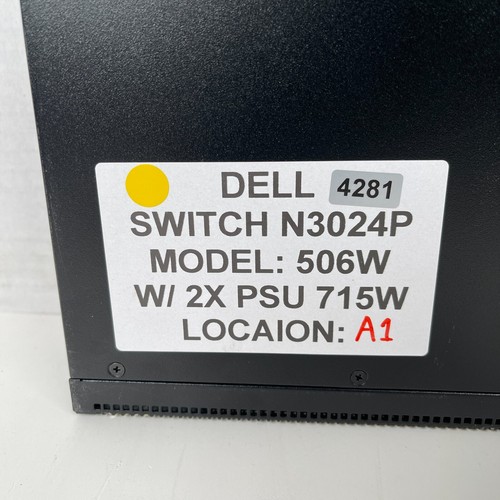 DELL 4281
SWITCH N3024P
MODEL: 506W
W/ 2X PSU 715W
LOCAION: A1